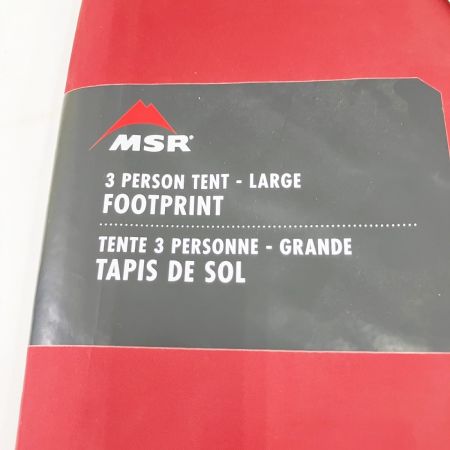 MSR®
3 PERSON TENT - LARGE
FOOTPRINT
TENTE 3 PERSONNE - GRANDE
TAPIS DE SOL